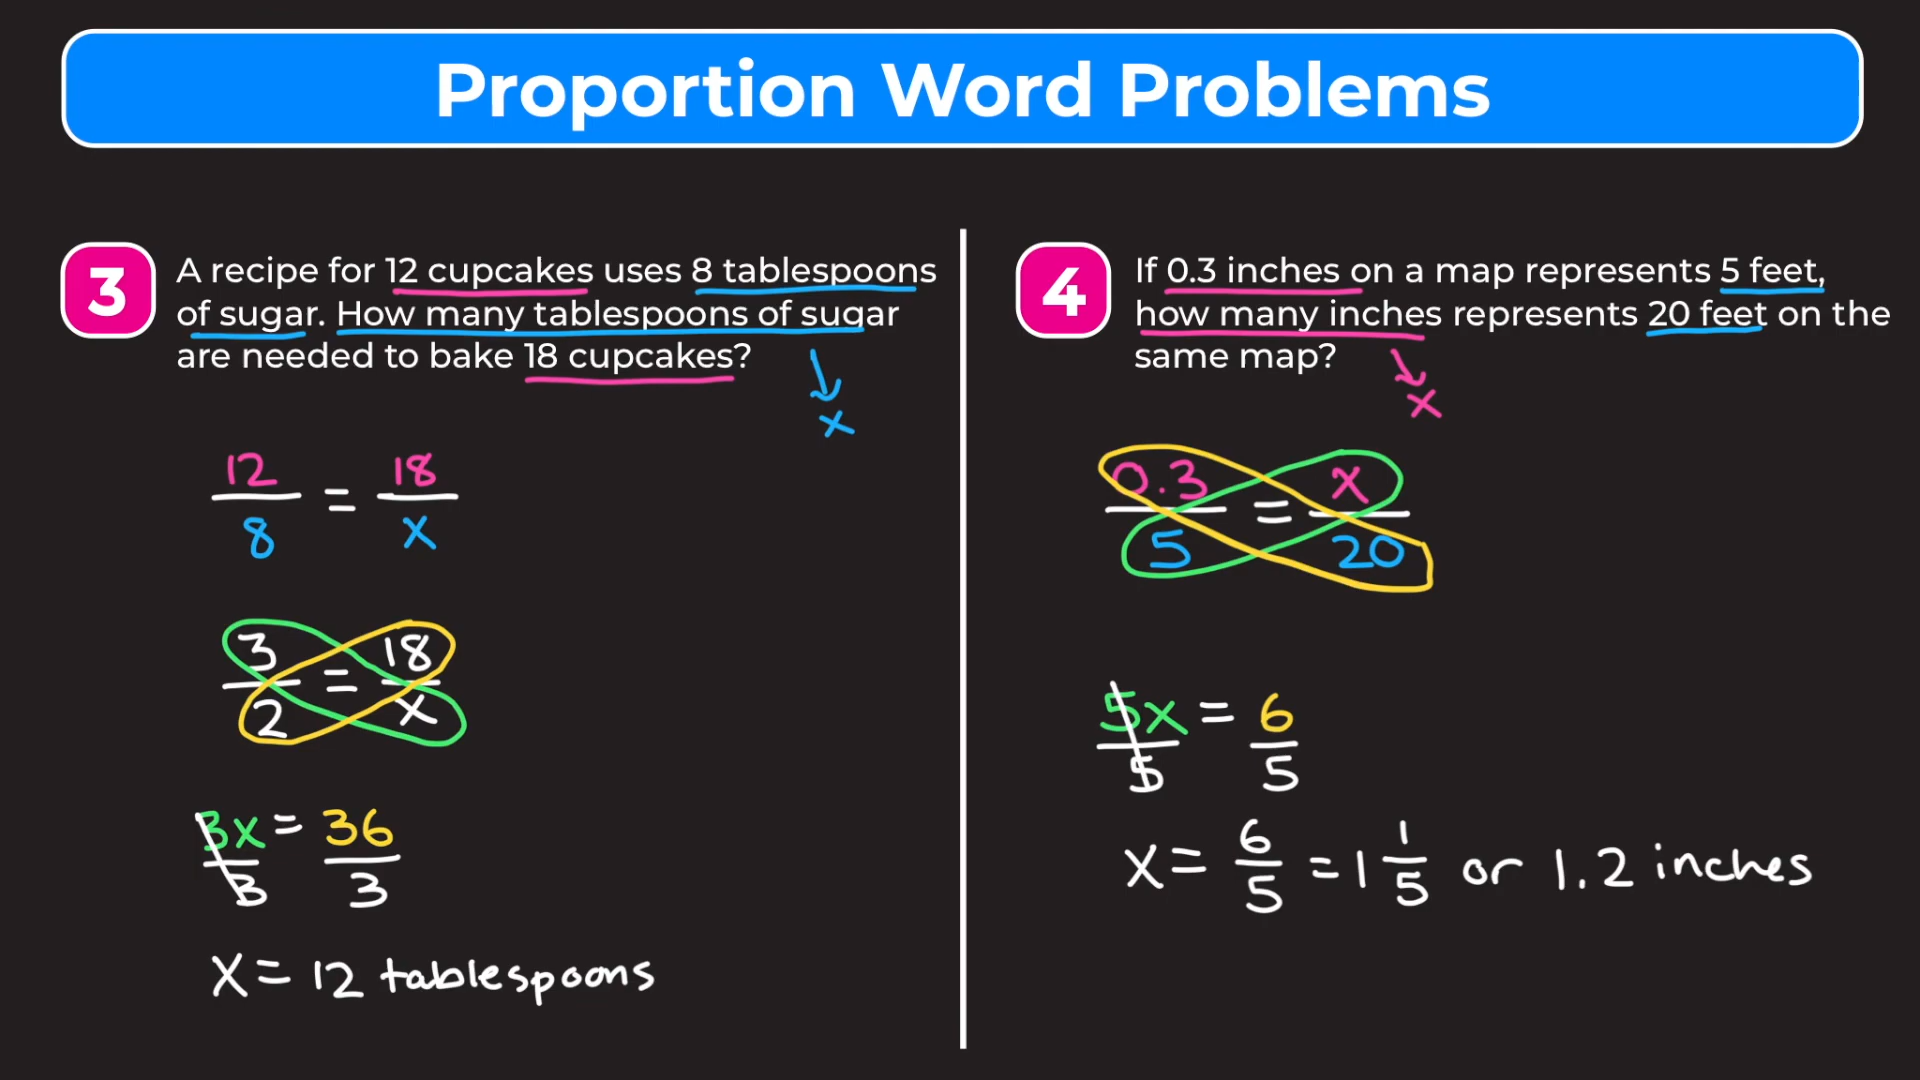 Proportion Word Problems
3
A recipe for 12 cupcakes uses 8 tablespoons
of sugar. How many tablespoons of sugar
are needed to bake 18 cupcakes?
x
12/8 = 18/x
3/2 = 18/x
3x/3 = 36/3
x = 12 tablespoons
4
If 0.3 inches on a map represents 5 feet,
how many inches represents 20 feet on the
same map?
x
0.3/5 = x/20
5x/5 = 6/5
x = 6/5 = 1 1/5 or 1.2 inches